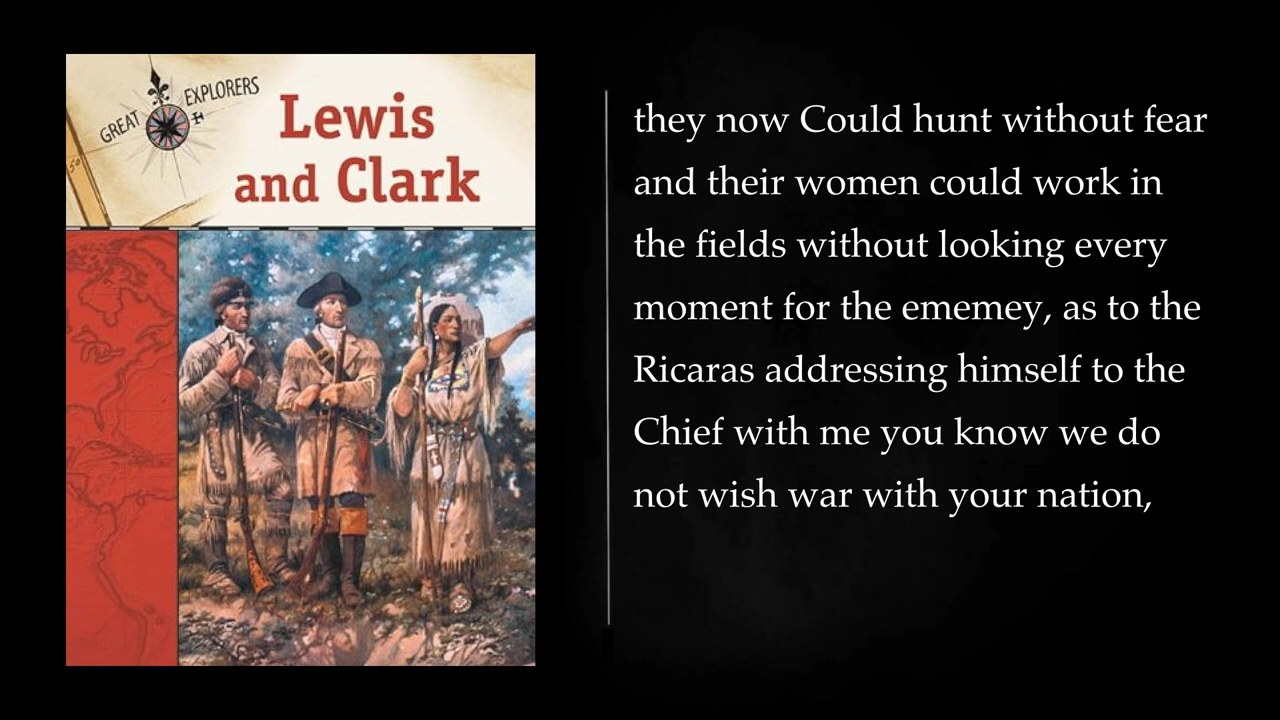 GREAT EXPLORERS
Lewis
and Clark
50
they now Could hunt without fear
and their women could work in
the fields without looking every
moment for the ememey, as to the
Ricaras addressing himself to the
Chief with me you know we do
not wish war with your nation,